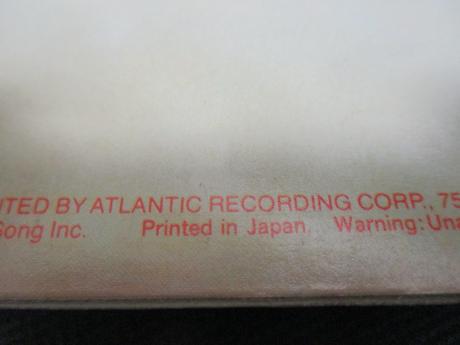 UTED BY ATLANTIC RECORDING CORP., 75
Song Inc. Printed in Japan. Warning: Una